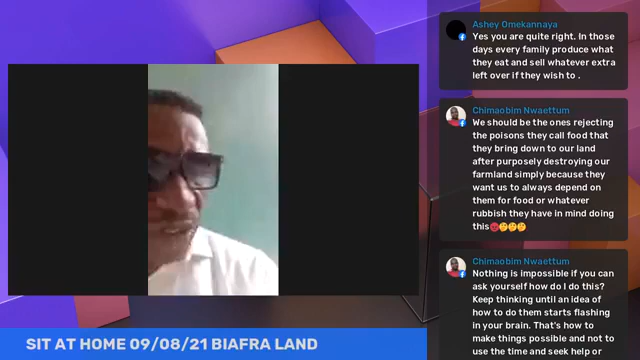 Ashey Omekannaya
Yes you are quite right. In those
days every family produce what
they eat and sell whatever extra
left over if they wish to .
Chimaobim Nwaettum
We should be the ones rejecting
the poisons they call food that
they bring down to our land
after purposely destroying our
farmland simply because they
want us to always depend on
them for food or whatever
rubbish they have in mind doing
this😡🤔🤔🤔
Chimaobim Nwaettum
Nothing is impossible if you can
ask yourself how do I do this?
Keep thinking until an idea of
how to do them starts flashing
in your brain. That's how to
make things possible and not to
use the time and seek help or
SIT AT HOME 09/08/21 BIAFRA LAND